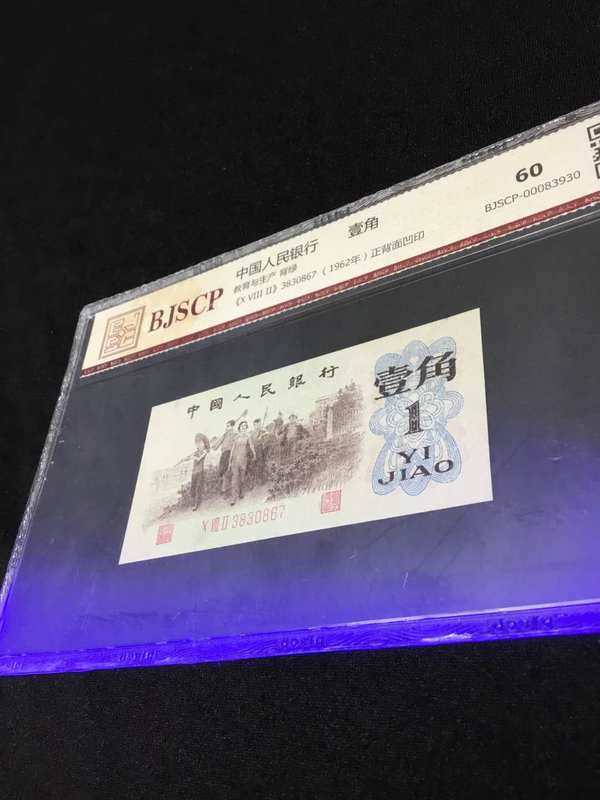 BJSCP
中国人民银行 壹角
教育与生产 背绿
《X VIII II》3830867 (1962年) 正背面凹印
60
BJSCP-00083930
中國人民銀行
壹角
1
YI
JIAO
X VIII II 3830867